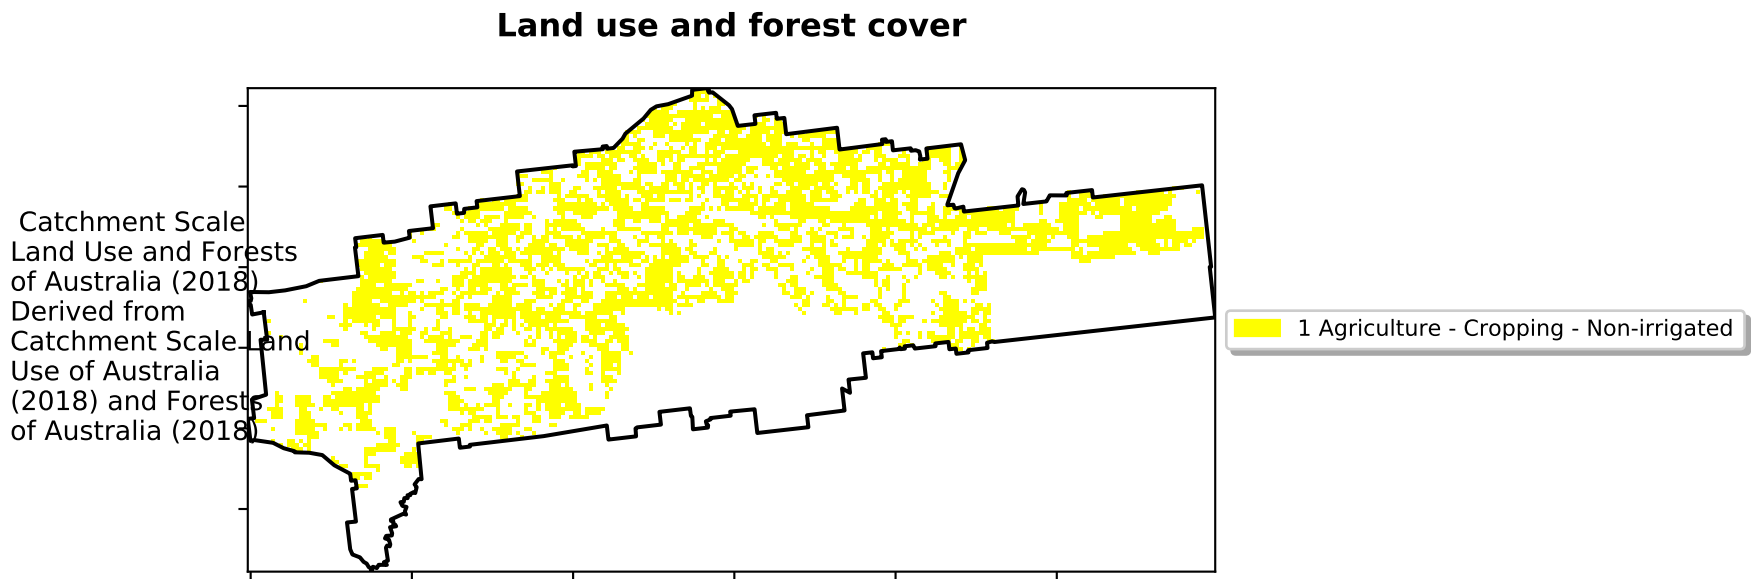 Land use and forest cover
Catchment Scale
Land Use and Forests
of Australia (2018)
Derived from
Catchment Scale Land
Use of Australia
(2018) and Forests
of Australia (2018)
1 Agriculture - Cropping - Non-irrigated